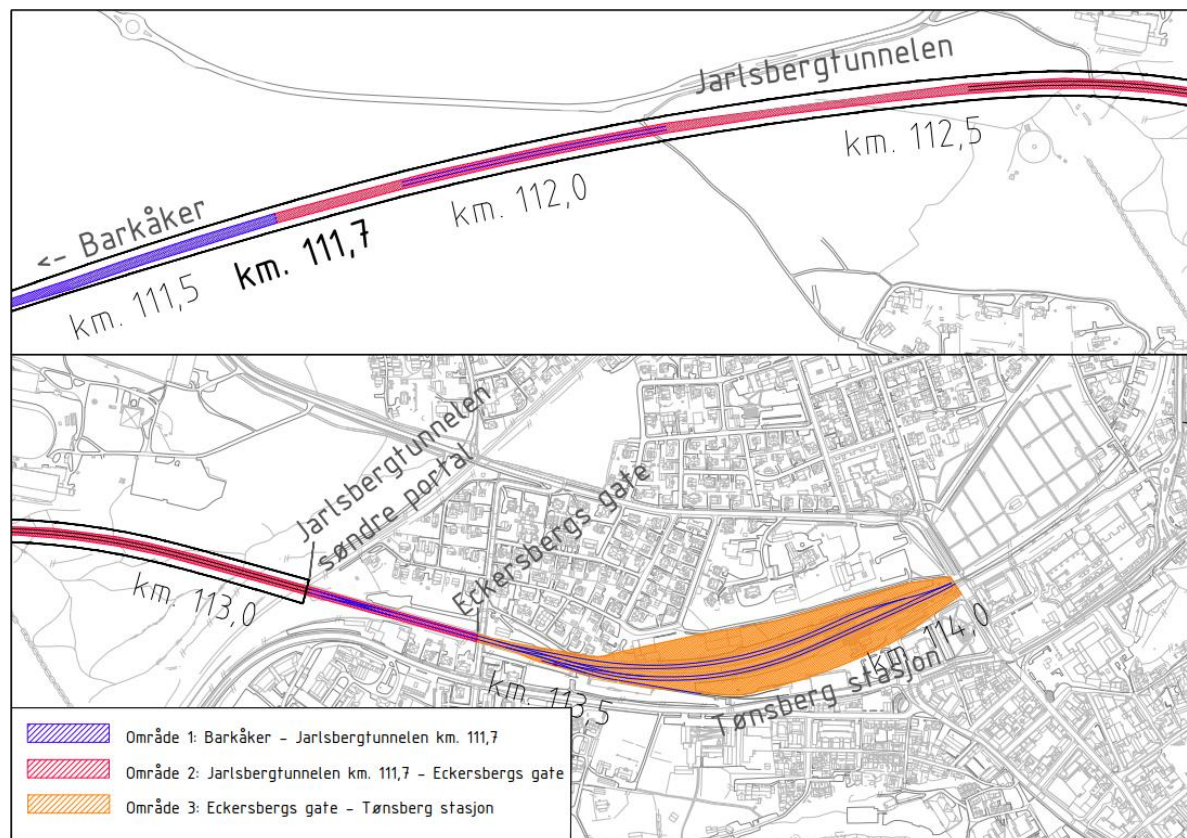 Jarlsbergtunnelen
km. 112,5
km. 112,0
<- Barkåker
km. 111,7
km. 111,5
Jarlsbergtunnelen
søndre portal
Eckersbergs gate
km. 113,0
km. 113,5
km. 114,0
Tønsberg stasjon
Område 1: Barkåker - Jarlsbergtunnelen km. 111,7
Område 2: Jarlsbergtunnelen km. 111,7 - Eckersbergs gate
Område 3: Eckersbergs gate - Tønsberg stasjon